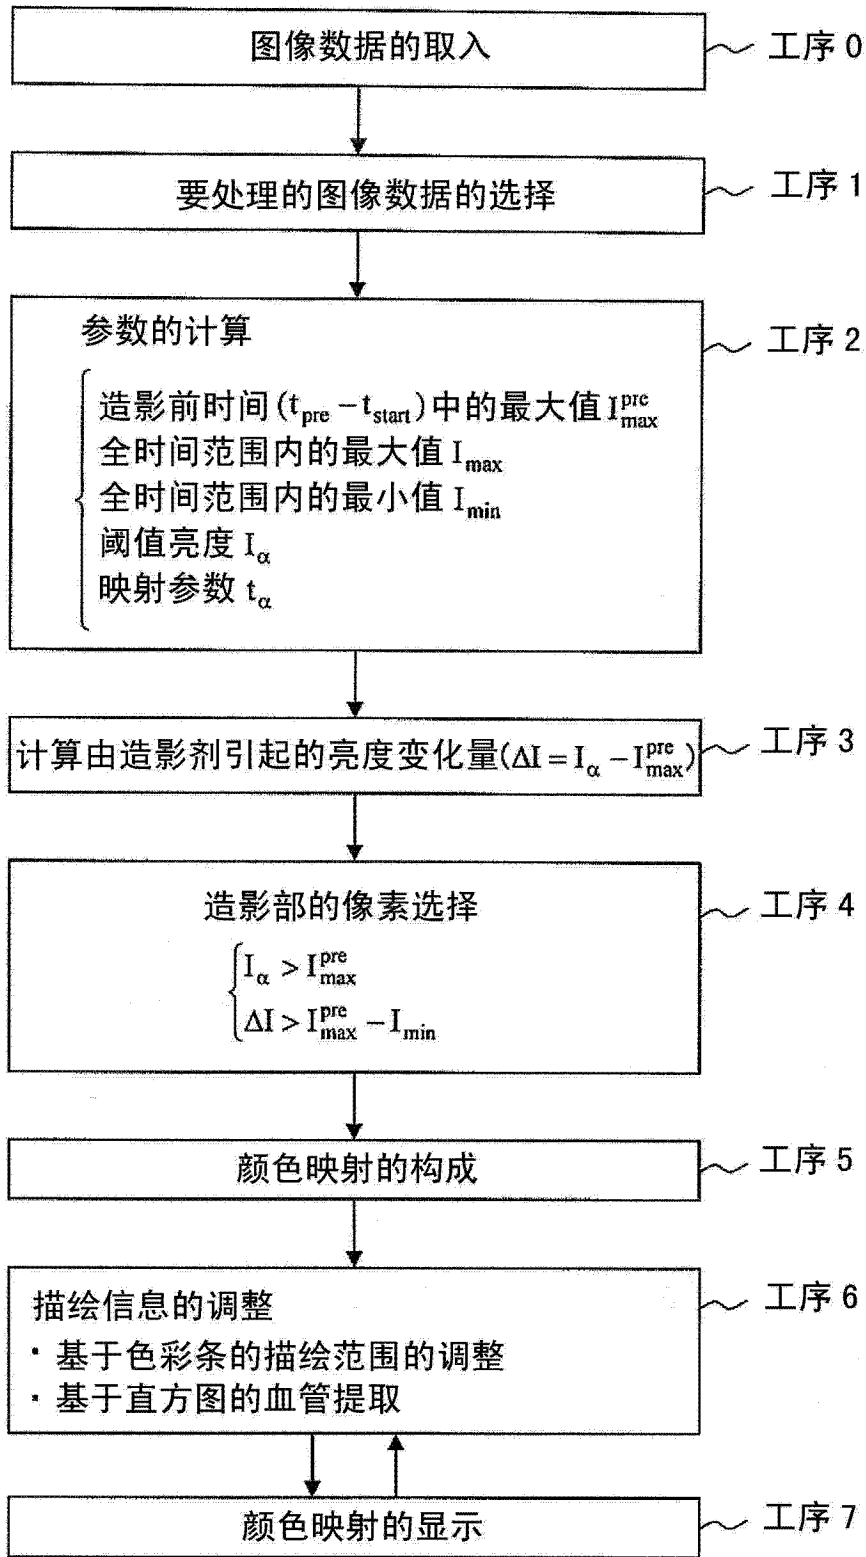 图像数据的取入
工序 0
要处理的图像数据的选择
工序 1
参数的计算
工序 2
造影前时间(t_pre − t_start)中的最大值 I_max^pre
全时间范围内的最大值 I_max
全时间范围内的最小值 I_min
阈值亮度 I_α
映射参数 t_α
计算由造影剂引起的亮度变化量(ΔI = I_α − I_max^pre)
工序 3
造影部的像素选择
工序 4
I_α > I_max^pre
ΔI > I_max^pre − I_min
颜色映射的构成
工序 5
描绘信息的调整
工序 6
· 基于色彩条的描绘范围的调整
· 基于直方图的血管提取
颜色映射的显示
工序 7